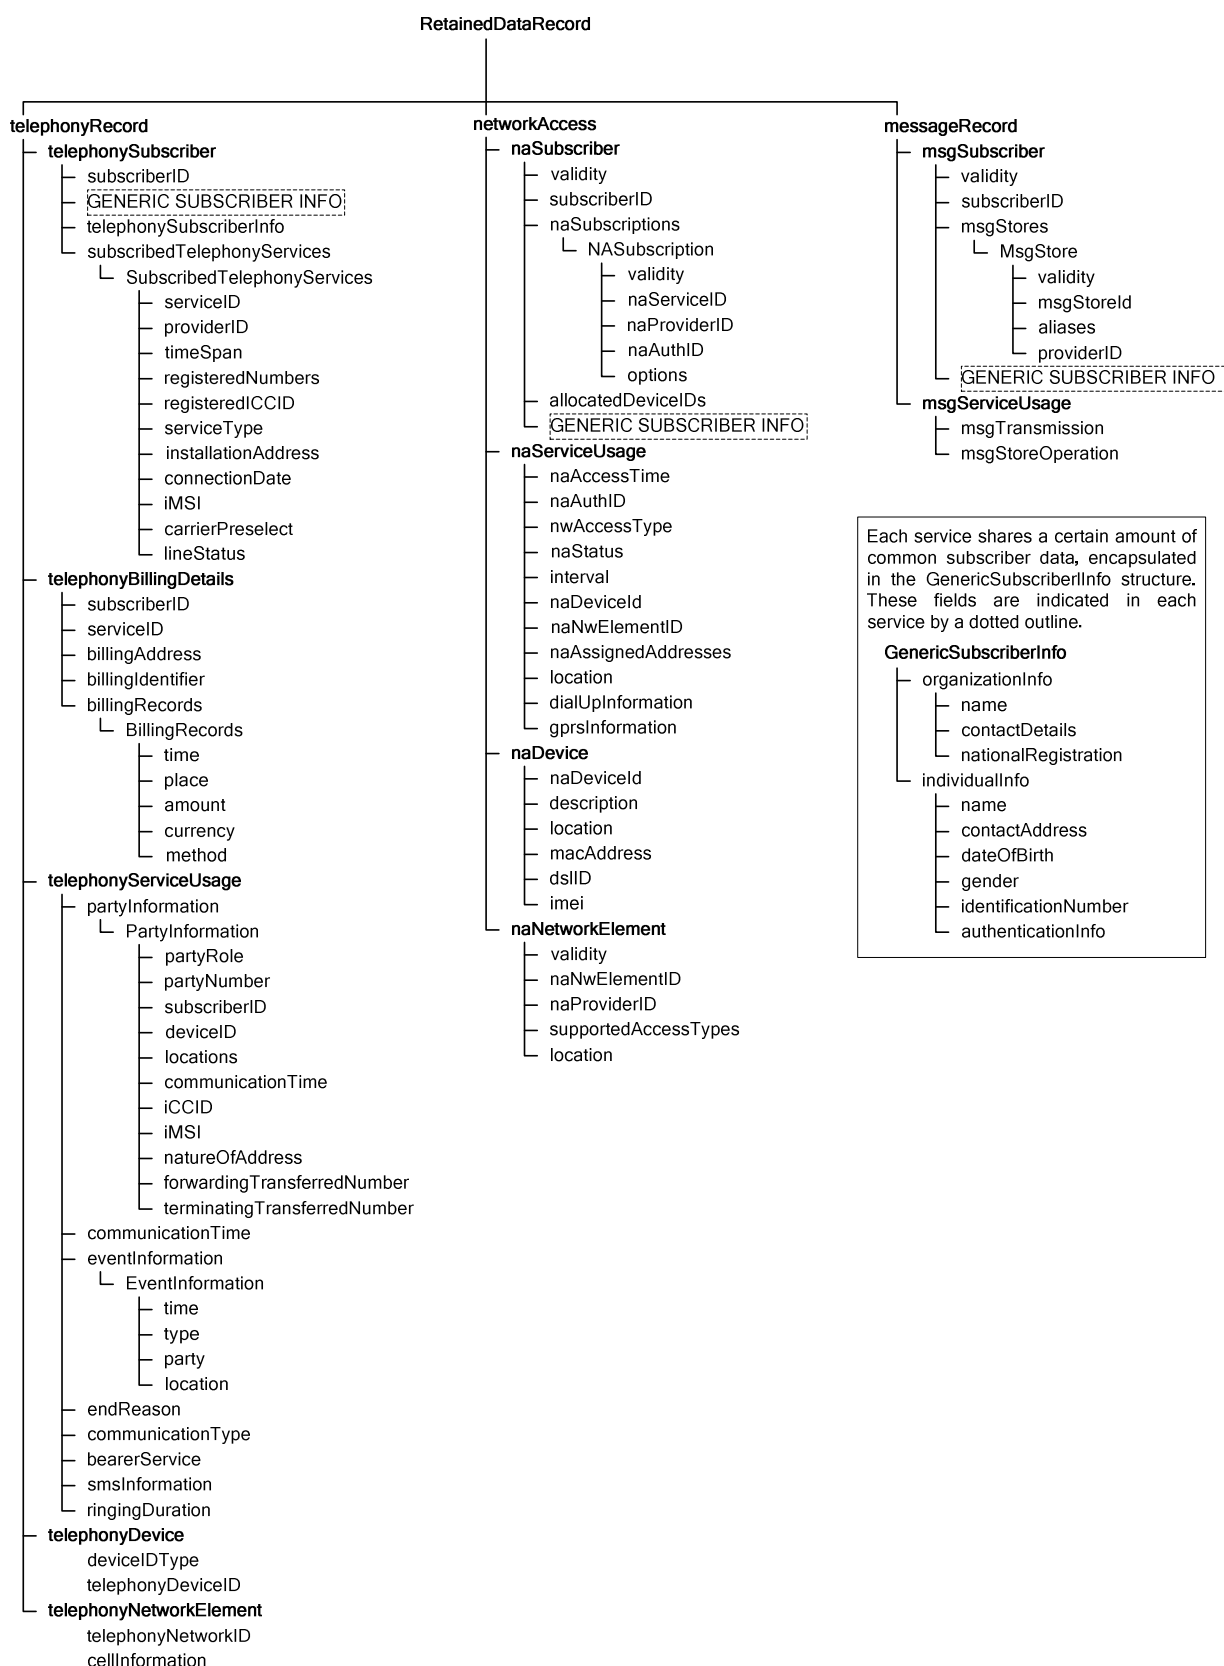 RetainedDataRecord
telephonyRecord
telephonySubscriber
subscriberID
GENERIC SUBSCRIBER INFO
telephonySubscriberInfo
subscribedTelephonyServices
SubscribedTelephonyServices
serviceID
providerID
timeSpan
registeredNumbers
registeredICCID
serviceType
installationAddress
connectionDate
iMSI
carrierPreselect
lineStatus
telephonyBillingDetails
subscriberID
serviceID
billingAddress
billingIdentifier
billingRecords
BillingRecords
time
place
amount
currency
method
telephonyServiceUsage
partyInformation
PartyInformation
partyRole
partyNumber
subscriberID
deviceID
locations
communicationTime
iCCID
iMSI
natureOfAddress
forwardingTransferredNumber
terminatingTransferredNumber
communicationTime
eventInformation
EventInformation
time
type
party
location
endReason
communicationType
bearerService
smsInformation
ringingDuration
telephonyDevice
deviceIDType
telephonyDeviceID
telephonyNetworkElement
telephonyNetworkID
cellInformation
networkAccess
naSubscriber
validity
subscriberID
naSubscriptions
NASubscription
validity
naServiceID
naProviderID
naAuthID
options
allocatedDeviceIDs
GENERIC SUBSCRIBER INFO
naServiceUsage
naAccessTime
naAuthID
nwAccessType
naStatus
interval
naDeviceId
naNwElementID
naAssignedAddresses
location
dialUpInformation
gprsInformation
naDevice
naDeviceId
description
location
macAddress
dslID
imei
naNetworkElement
validity
naNwElementID
naProviderID
supportedAccessTypes
location
messageRecord
msgSubscriber
validity
subscriberID
msgStores
MsgStore
validity
msgStoreId
aliases
providerID
GENERIC SUBSCRIBER INFO
msgServiceUsage
msgTransmission
msgStoreOperation
Each service shares a certain amount of
common subscriber data, encapsulated
in the GenericSubscriberIInfo structure.
These fields are indicated in each
service by a dotted outline.
GenericSubscriberInfo
organizationInfo
name
contactDetails
nationalRegistration
individualInfo
name
contactAddress
dateOfBirth
gender
identificationNumber
authenticationInfo